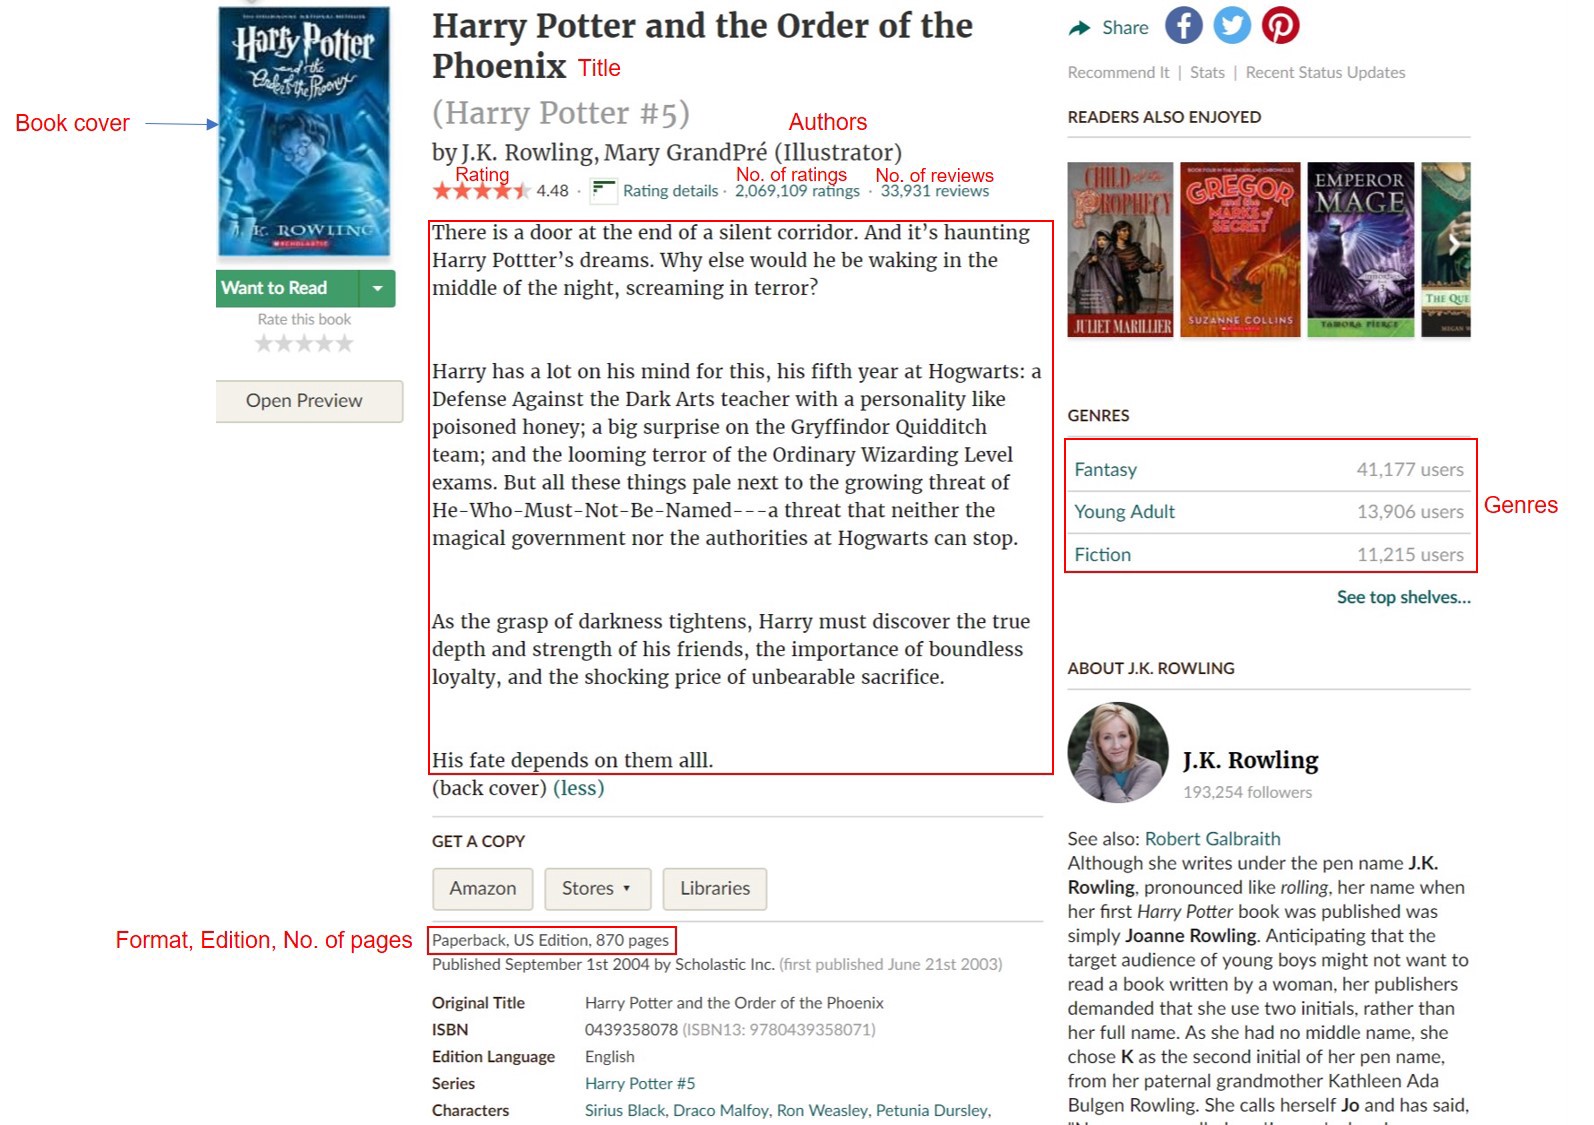 Book cover
Harry Potter
and the
Order of the Phoenix
J. K. ROWLING
SCHOLASTIC
Want to Read
Rate this book
Open Preview
Harry Potter and the Order of the
Phoenix Title
(Harry Potter #5)
Authors
by J.K. Rowling, Mary GrandPré (Illustrator)
Rating No. of ratings No. of reviews
4.48 · Rating details · 2,069,109 ratings · 33,931 reviews
There is a door at the end of a silent corridor. And it’s haunting
Harry Pottter’s dreams. Why else would he be waking in the
middle of the night, screaming in terror?
Harry has a lot on his mind for this, his fifth year at Hogwarts: a
Defense Against the Dark Arts teacher with a personality like
poisoned honey; a big surprise on the Gryffindor Quidditch
team; and the looming terror of the Ordinary Wizarding Level
exams. But all these things pale next to the growing threat of
He-Who-Must-Not-Be-Named---a threat that neither the
magical government nor the authorities at Hogwarts can stop.
As the grasp of darkness tightens, Harry must discover the true
depth and strength of his friends, the importance of boundless
loyalty, and the shocking price of unbearable sacrifice.
His fate depends on them alll.
(back cover) (less)
GET A COPY
Amazon Stores ▾ Libraries
Format, Edition, No. of pages
Paperback, US Edition, 870 pages
Published September 1st 2004 by Scholastic Inc. (first published June 21st 2003)
Original Title Harry Potter and the Order of the Phoenix
ISBN 0439358078 (ISBN13: 9780439358071)
Edition Language English
Series Harry Potter #5
Characters Sirius Black, Draco Malfoy, Ron Weasley, Petunia Dursley,
Share
Recommend It | Stats | Recent Status Updates
READERS ALSO ENJOYED
CHILD of the
PROPHECY
JULIET MARILLIER
BOOK FOUR IN THE UNDERLAND CHRONICLES
GREGOR
and the
MARKS of
SECRET
SUZANNE COLLINS
EMPEROR
MAGE
TAMORA PIERCE
THE QUE
MEGAN W
GENRES
Fantasy 41,177 users
Young Adult 13,906 users
Fiction 11,215 users
Genres
See top shelves…
ABOUT J.K. ROWLING
J.K. Rowling
193,254 followers
See also: Robert Galbraith
Although she writes under the pen name J.K.
Rowling, pronounced like rolling, her name when
her first Harry Potter book was published was
simply Joanne Rowling. Anticipating that the
target audience of young boys might not want to
read a book written by a woman, her publishers
demanded that she use two initials, rather than
her full name. As she had no middle name, she
chose K as the second initial of her pen name,
from her paternal grandmother Kathleen Ada
Bulgen Rowling. She calls herself Jo and has said,